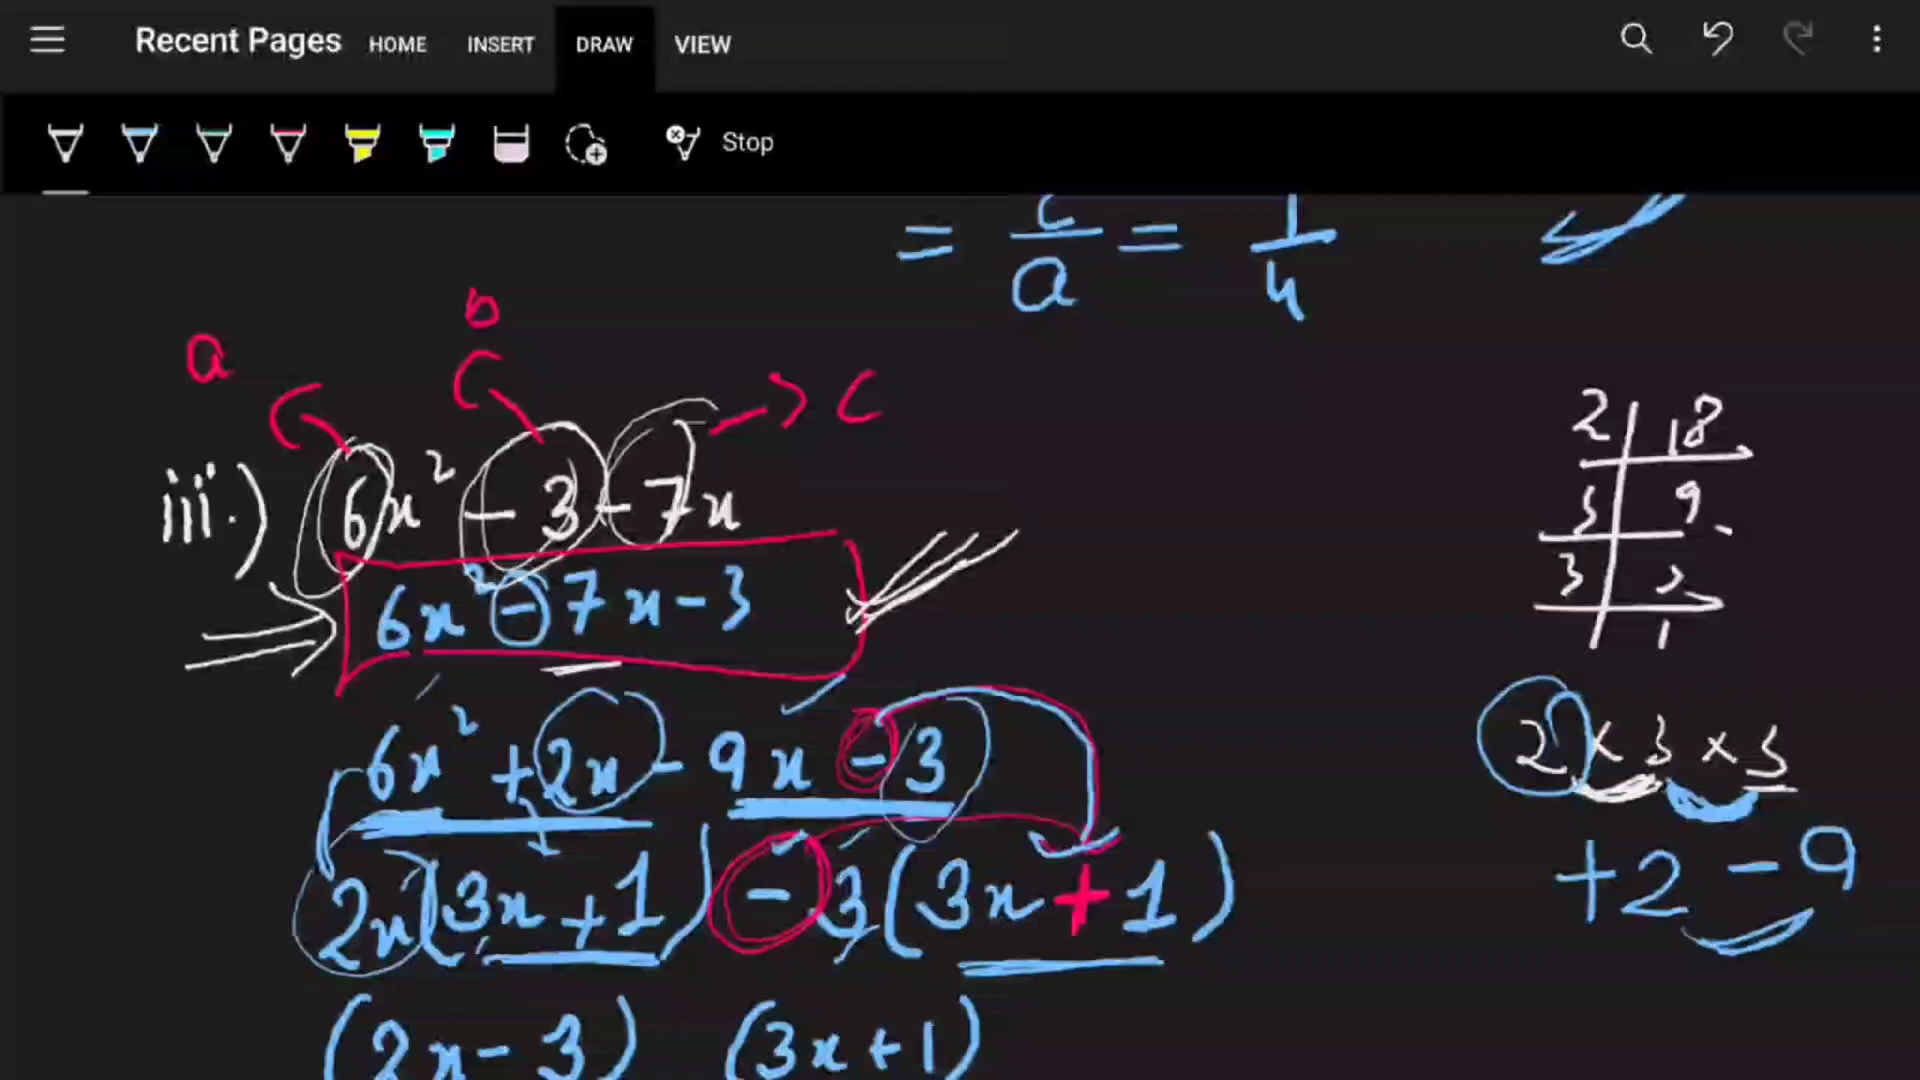 Recent Pages HOME INSERT DRAW VIEW
Stop
= c/a = 1/4
a b c
iii.) 6x² - 3 - 7x
6x² - 7x - 3
6x² + 2x - 9x - 3
2x(3x + 1) - 3(3x + 1)
(2x - 3) (3x + 1)
2 | 18
3 | 9
3 | 3
1
2 × 3 × 3
+2 - 9